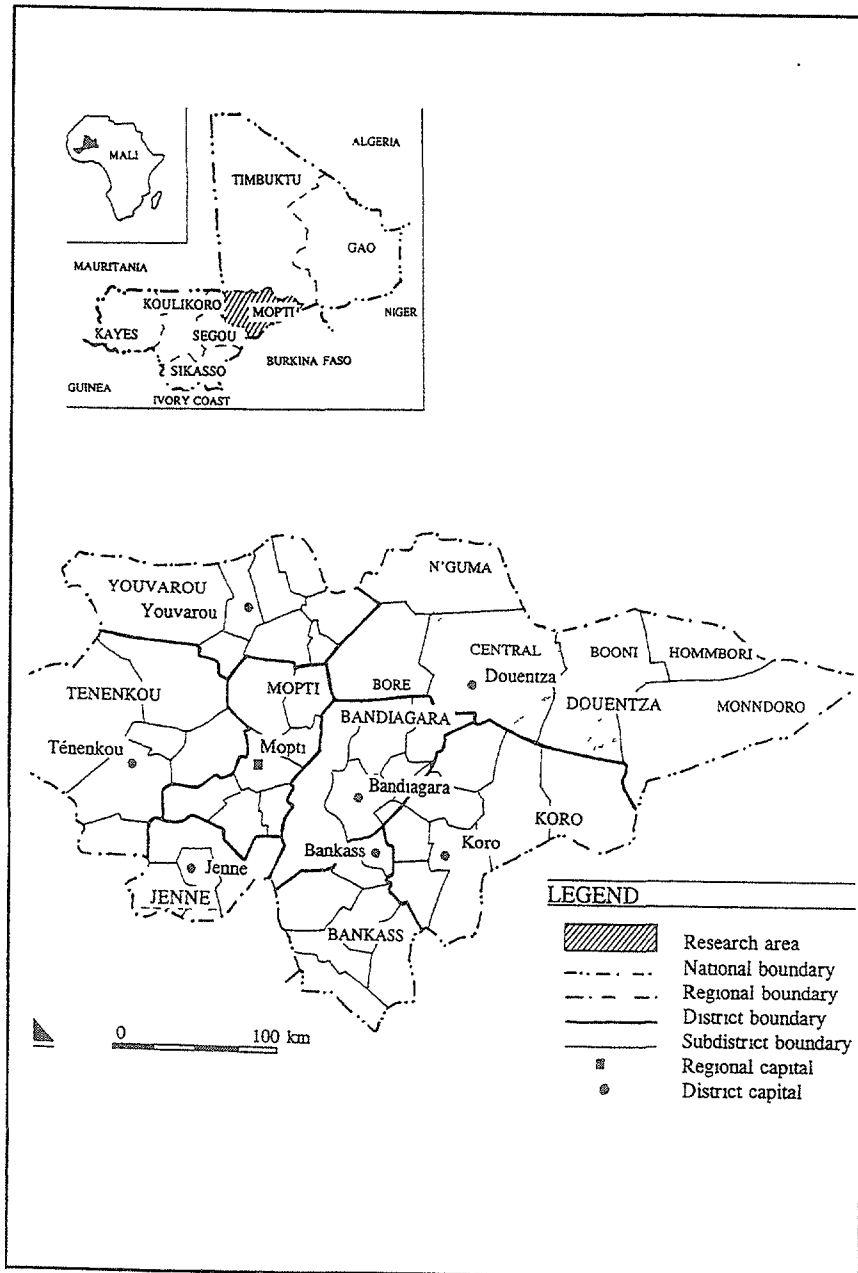 MALI
ALGERIA
TIMBUKTU
GAO
MAURITANIA
KOULIKORO
MOPTI
NIGER
KAYES
SEGOU
BURKINA FASO
SIKASSO
GUINEA
IVORY COAST
N'GUMA
YOUVAROU
Youvarou
CENTRAL
BOONI
HOMMBORI
TENENKOU
MOPTI
BORE
Douentza
DOUENTZA
MONNDORO
BANDIAGARA
Ténenkou
Mopti
Bandiagara
KORO
Bankass
Koro
Jenne
JENNE
BANKASS
LEGEND
Research area
National boundary
Regional boundary
District boundary
Subdistrict boundary
Regional capital
District capital
0 100 km